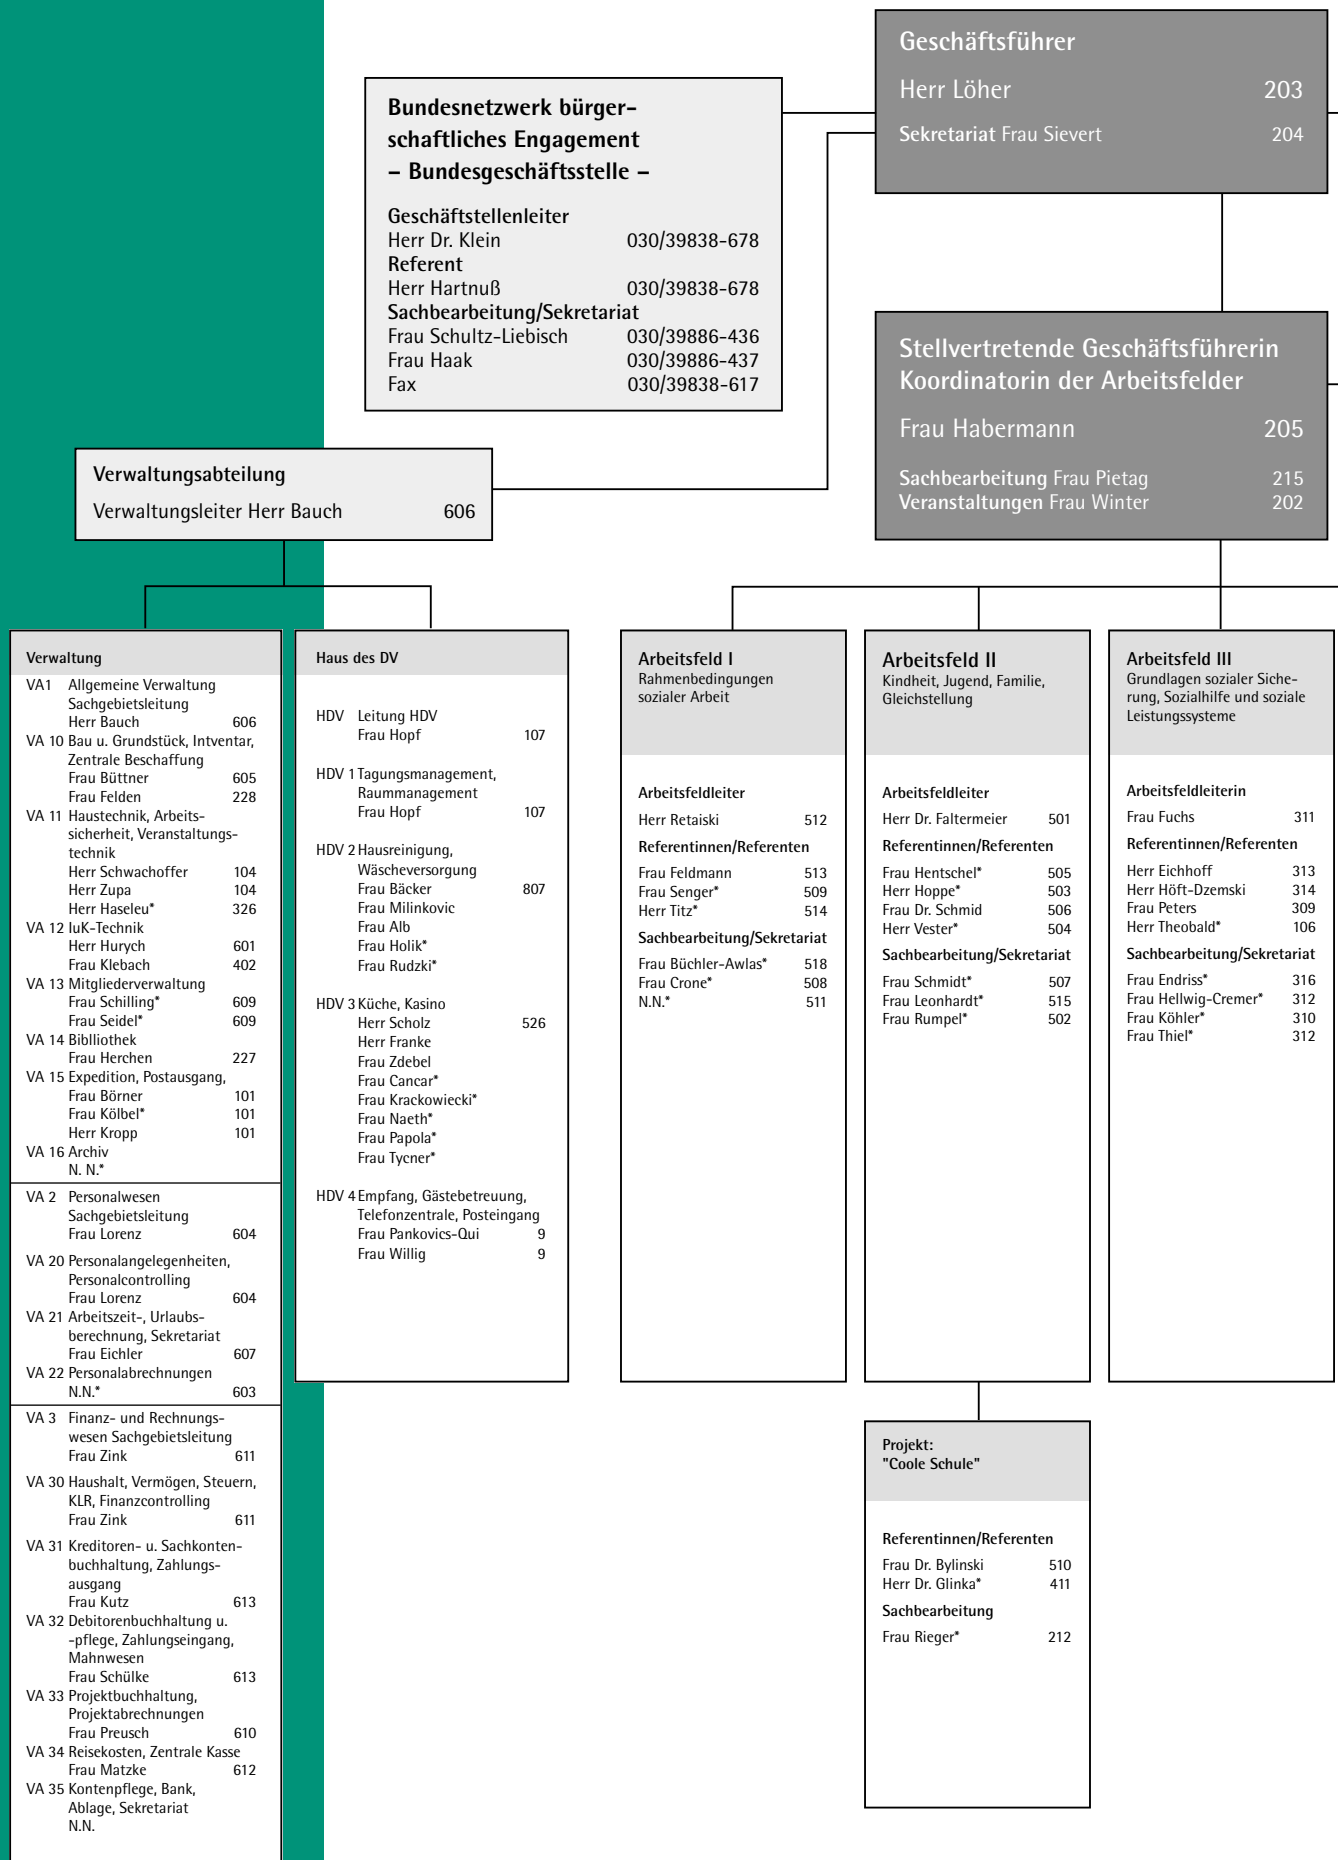 Geschäftsführer
Herr Löher 203
Sekretariat Frau Sievert 204
Bundesnetzwerk bürger-
schaftliches Engagement
– Bundesgeschäftsstelle –
Geschäftstellenleiter
Herr Dr. Klein 030/39838-678
Referent
Herr Hartnuß 030/39838-678
Sachbearbeitung/Sekretariat
Frau Schultz-Liebisch 030/39886-436
Frau Haak 030/39886-437
Fax 030/39838-617
Stellvertretende Geschäftsführerin
Koordinatorin der Arbeitsfelder
Frau Habermann 205
Sachbearbeitung Frau Pietag 215
Veranstaltungen Frau Winter 202
Verwaltungsabteilung
Verwaltungsleiter Herr Bauch 606
Verwaltung
VA1 Allgemeine Verwaltung
Sachgebietsleitung
Herr Bauch 606
VA 10 Bau u. Grundstück, Intventar,
Zentrale Beschaffung
Frau Büttner 605
Frau Felden 228
VA 11 Haustechnik, Arbeits-
sicherheit, Veranstaltungs-
technik
Herr Schwachoffer 104
Herr Zupa 104
Herr Haseleu* 326
VA 12 IuK-Technik
Herr Hurych 601
Frau Klebach 402
VA 13 Mitgliederverwaltung
Frau Schilling* 609
Frau Seidel* 609
VA 14 Biblliothek
Frau Herchen 227
VA 15 Expedition, Postausgang,
Frau Börner 101
Frau Kölbel* 101
Herr Kropp 101
VA 16 Archiv
N. N.*
VA 2 Personalwesen
Sachgebietsleitung
Frau Lorenz 604
VA 20 Personalangelegenheiten,
Personalcontrolling
Frau Lorenz 604
VA 21 Arbeitszeit-, Urlaubs-
berechnung, Sekretariat
Frau Eichler 607
VA 22 Personalabrechnungen
N.N.* 603
VA 3 Finanz- und Rechnungs-
wesen Sachgebietsleitung
Frau Zink 611
VA 30 Haushalt, Vermögen, Steuern,
KLR, Finanzcontrolling
Frau Zink 611
VA 31 Kreditoren- u. Sachkonten-
buchhaltung, Zahlungs-
ausgang
Frau Kutz 613
VA 32 Debitorenbuchhaltung u.
-pflege, Zahlungseingang,
Mahnwesen
Frau Schülke 613
VA 33 Projektbuchhaltung,
Projektabrechnungen
Frau Preusch 610
VA 34 Reisekosten, Zentrale Kasse
Frau Matzke 612
VA 35 Kontenpflege, Bank,
Ablage, Sekretariat
N.N.
Haus des DV
HDV Leitung HDV
Frau Hopf 107
HDV 1 Tagungsmanagement,
Raummanagement
Frau Hopf 107
HDV 2 Hausreinigung,
Wäscheversorgung
Frau Bäcker 807
Frau Milinkovic
Frau Alb
Frau Holik*
Frau Rudzki*
HDV 3 Küche, Kasino
Herr Scholz 526
Herr Franke
Frau Zdebel
Frau Cancar*
Frau Krackowiecki*
Frau Naeth*
Frau Papola*
Frau Tycner*
HDV 4 Empfang, Gästebetreuung,
Telefonzentrale, Posteingang
Frau Pankovics-Qui 9
Frau Willig 9
Arbeitsfeld I
Rahmenbedingungen
sozialer Arbeit
Arbeitsfeldleiter
Herr Retaiski 512
Referentinnen/Referenten
Frau Feldmann 513
Frau Senger* 509
Herr Titz* 514
Sachbearbeitung/Sekretariat
Frau Büchler-Awlas* 518
Frau Crone* 508
N.N.* 511
Arbeitsfeld II
Kindheit, Jugend, Familie,
Gleichstellung
Arbeitsfeldleiter
Herr Dr. Faltermeier 501
Referentinnen/Referenten
Frau Hentschel* 505
Herr Hoppe* 503
Frau Dr. Schmid 506
Herr Vester* 504
Sachbearbeitung/Sekretariat
Frau Schmidt* 507
Frau Leonhardt* 515
Frau Rumpel* 502
Arbeitsfeld III
Grundlagen sozialer Siche-
rung, Sozialhilfe und soziale
Leistungssysteme
Arbeitsfeldleiterin
Frau Fuchs 311
Referentinnen/Referenten
Herr Eichhoff 313
Herr Höft-Dzemski 314
Frau Peters 309
Herr Theobald* 106
Sachbearbeitung/Sekretariat
Frau Endriss* 316
Frau Hellwig-Cremer* 312
Frau Köhler* 310
Frau Thiel* 312
Projekt:
"Coole Schule"
Referentinnen/Referenten
Frau Dr. Bylinski 510
Herr Dr. Glinka* 411
Sachbearbeitung
Frau Rieger* 212